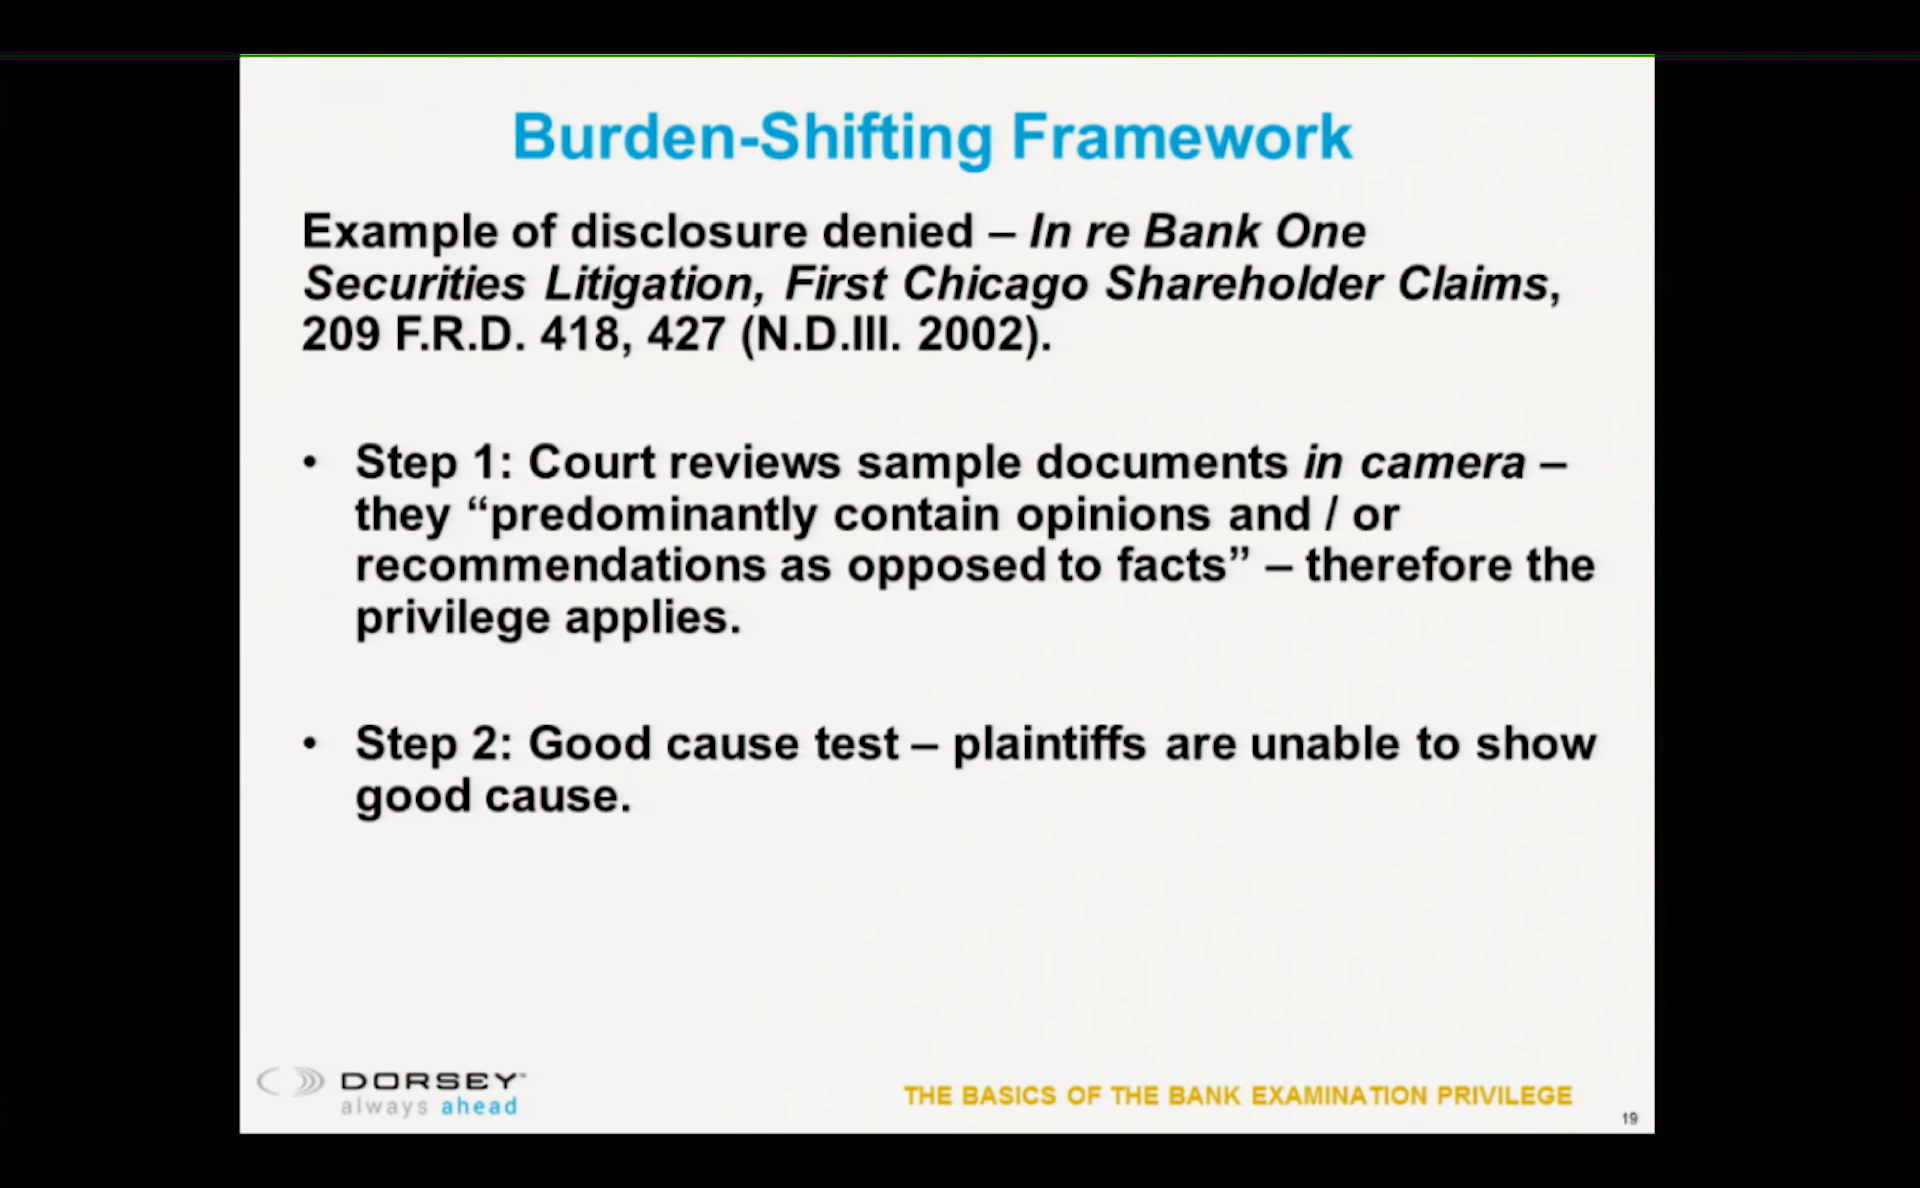 Burden-Shifting Framework
Example of disclosure denied – In re Bank One
Securities Litigation, First Chicago Shareholder Claims,
209 F.R.D. 418, 427 (N.D.Ill. 2002).
• Step 1: Court reviews sample documents in camera –
they “predominantly contain opinions and / or
recommendations as opposed to facts” – therefore the
privilege applies.
• Step 2: Good cause test – plaintiffs are unable to show
good cause.
DORSEY™
always ahead
THE BASICS OF THE BANK EXAMINATION PRIVILEGE
19